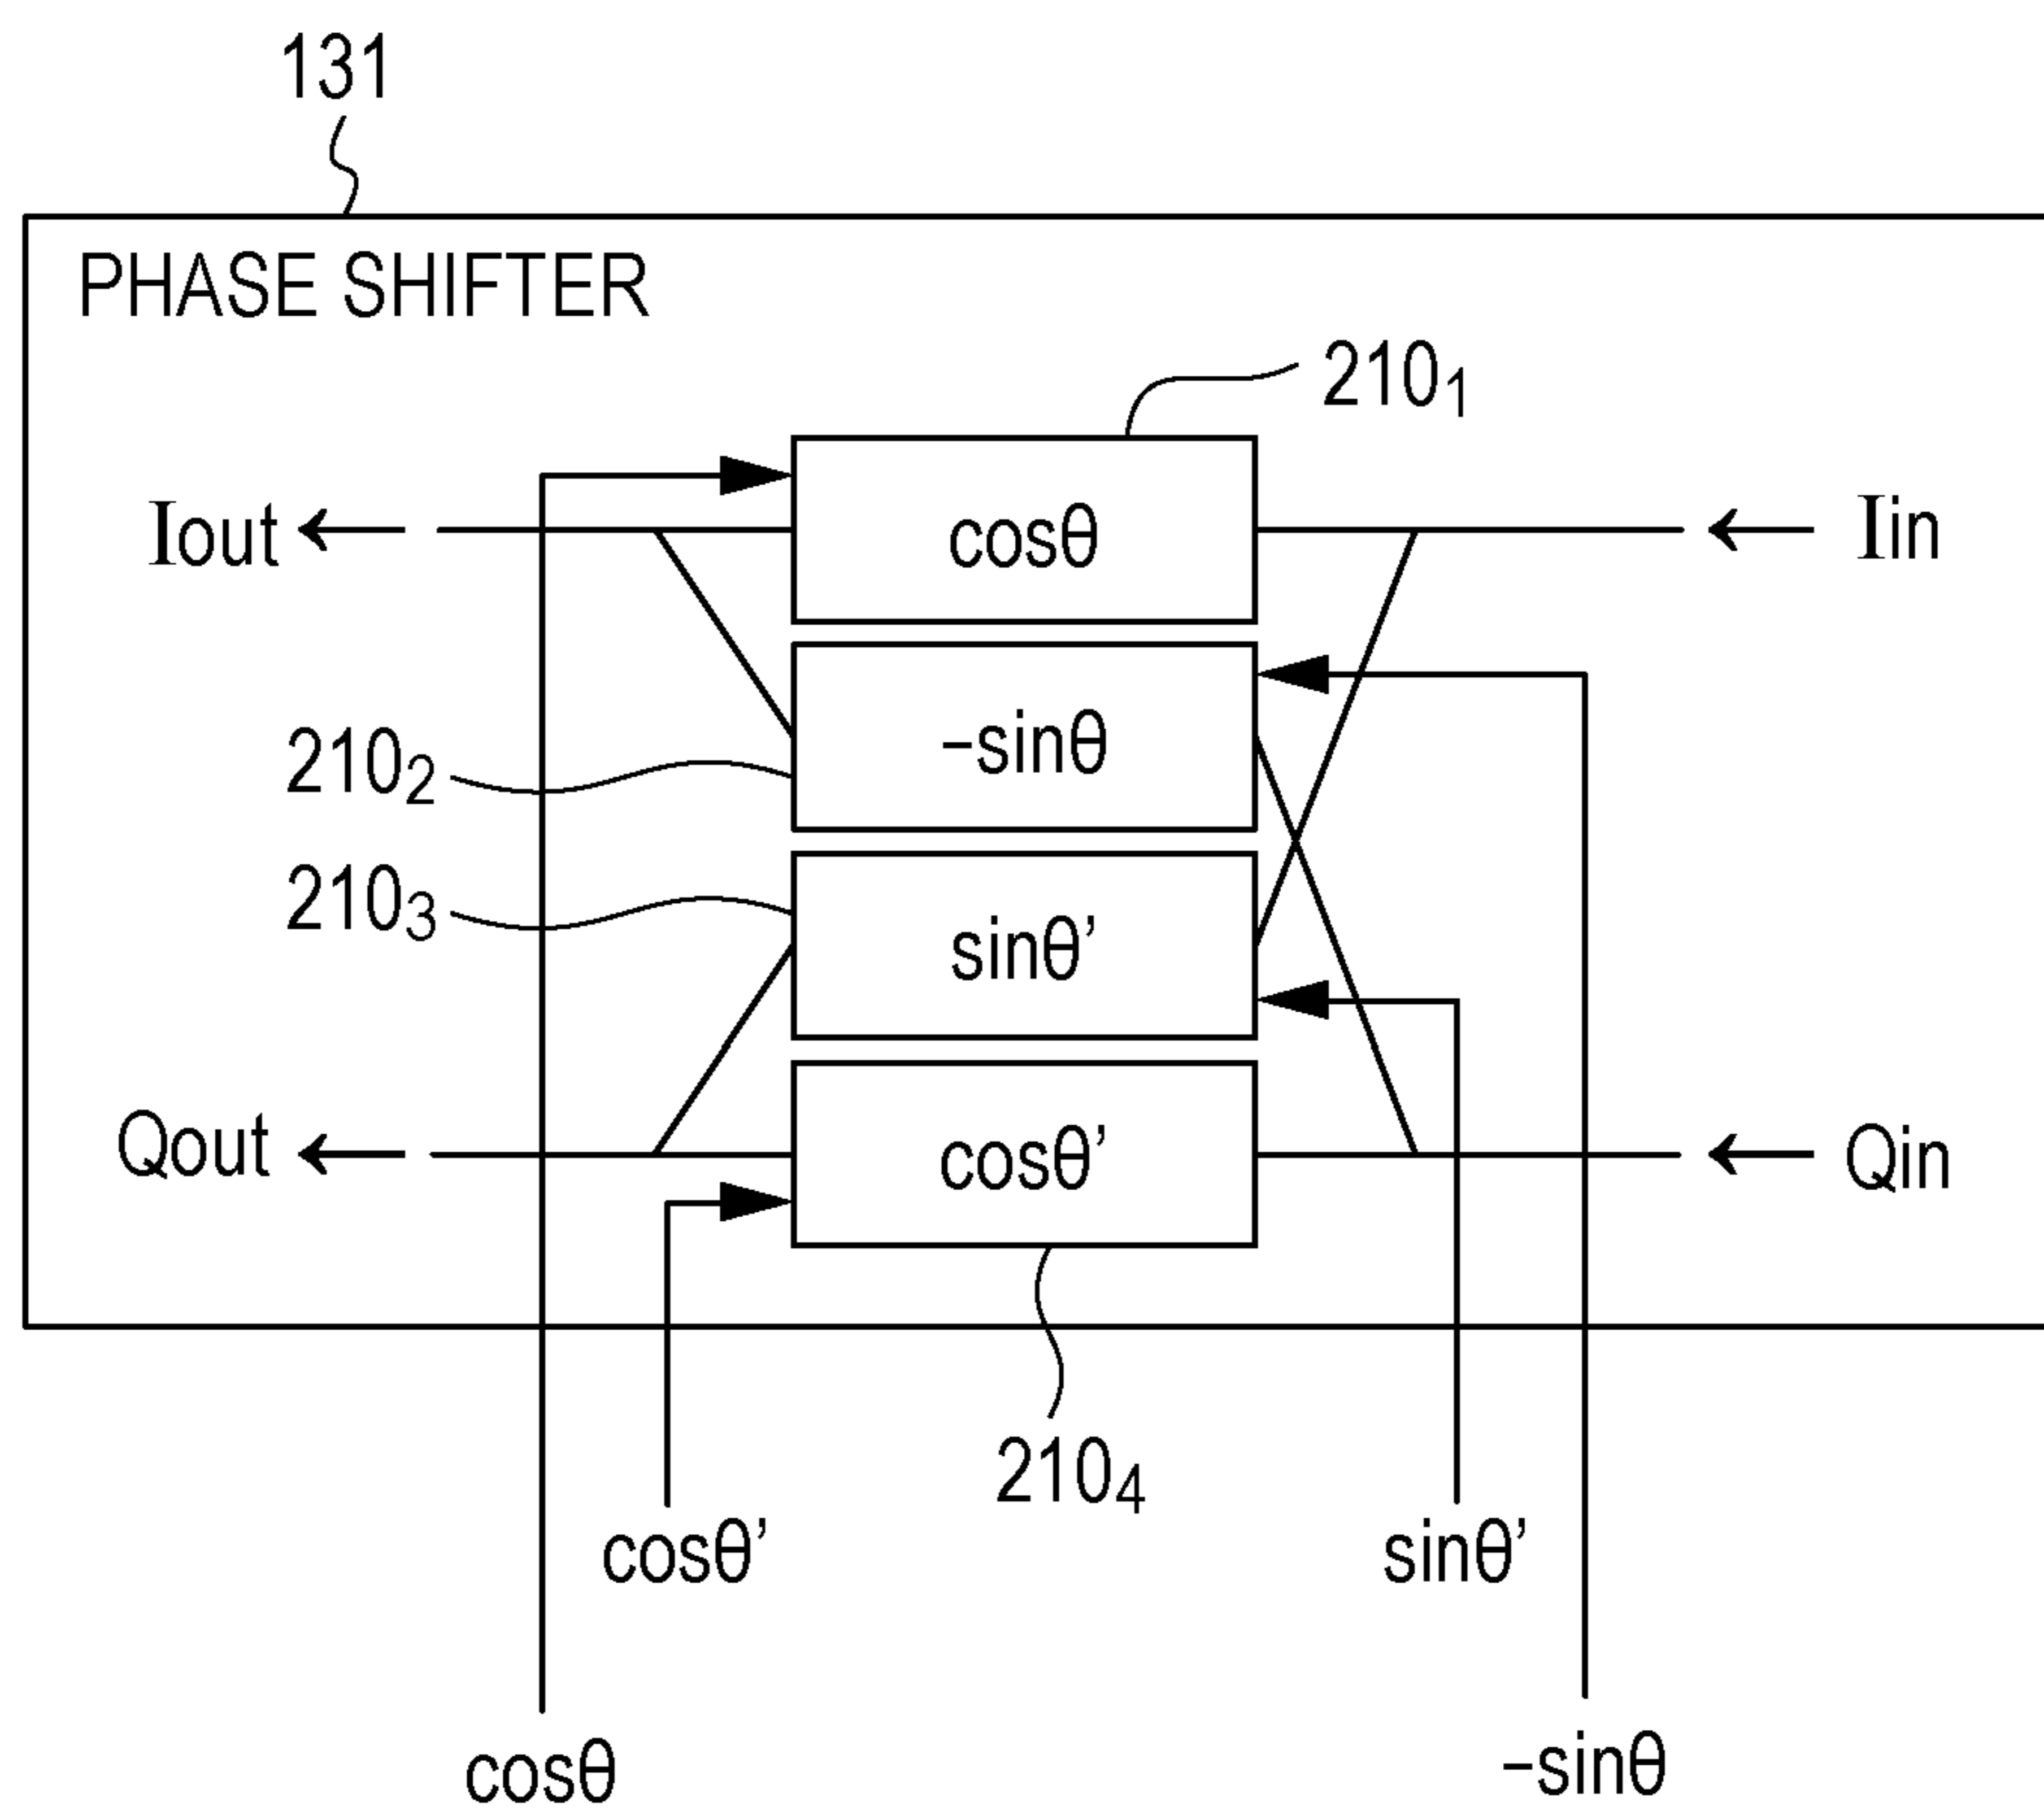 131
PHASE SHIFTER
210₁
Iout
cosθ
Iin
-sinθ
210₂
210₃
sinθ’
Qout
cosθ’
Qin
210₄
cosθ’
sinθ’
cosθ
-sinθ